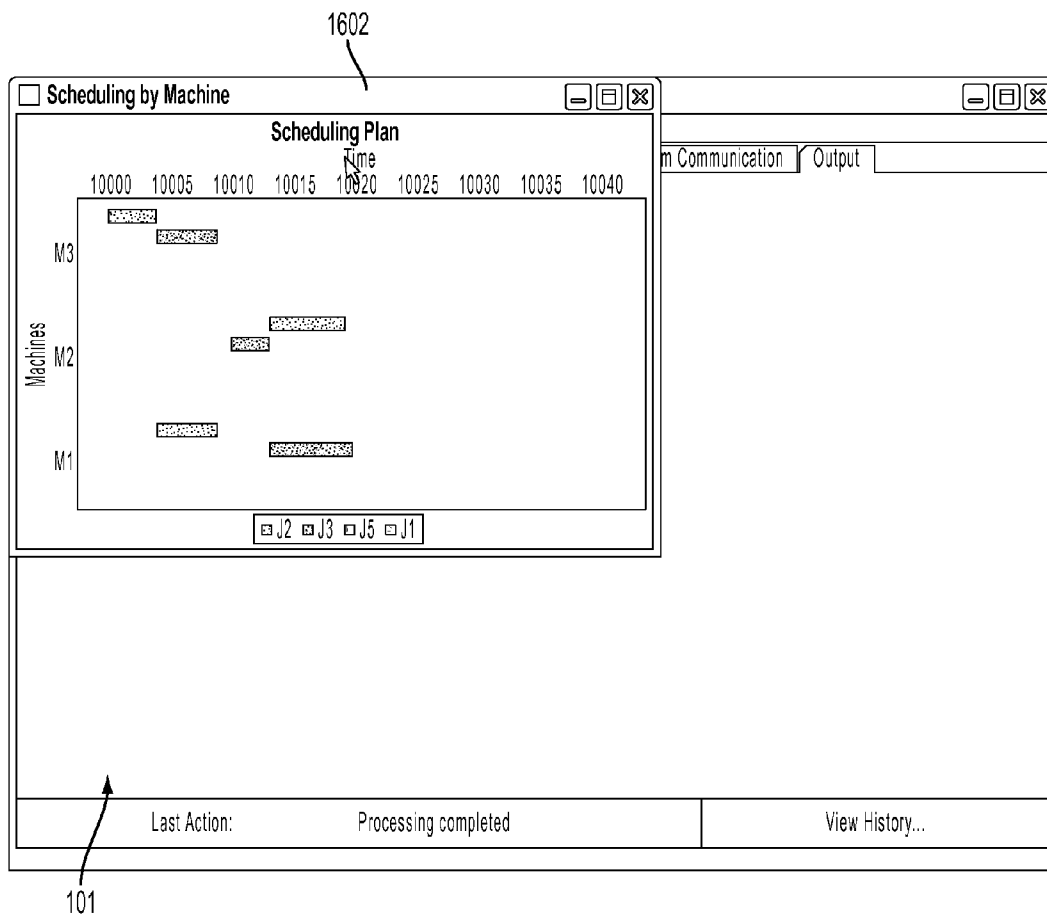 1602
Scheduling by Machine
Scheduling Plan
Time
m Communication
Output
10000 10005 10010 10015 10020 10025 10030 10035 10040
Machines
M3
M2
M1
J2 J3 J5 J1
Last Action: Processing completed View History...
101